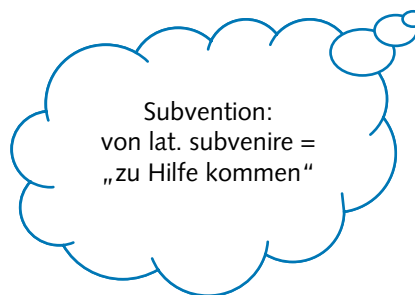 Subvention:
von lat. subvenire =
„zu Hilfe kommen“